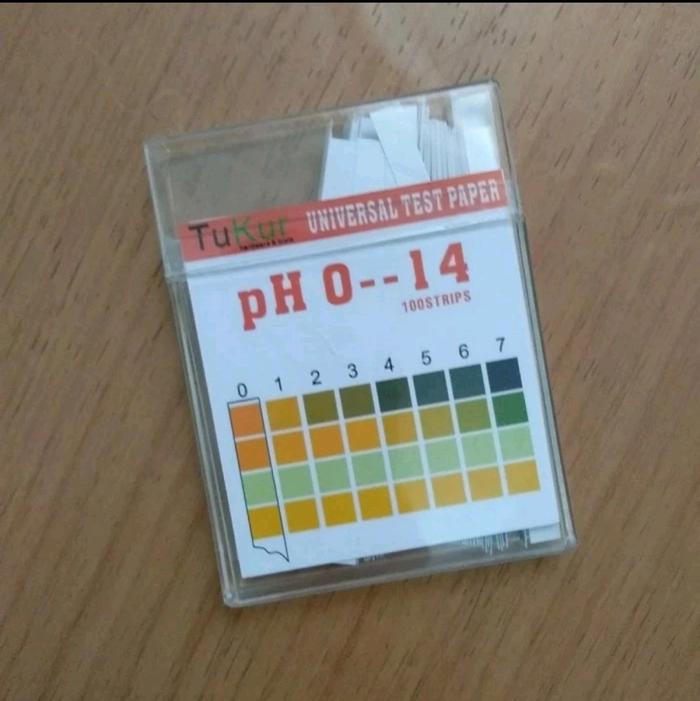 TuKur UNIVERSAL TEST PAPER
pH 0--14
100STRIPS
0 1 2 3 4 5 6 7